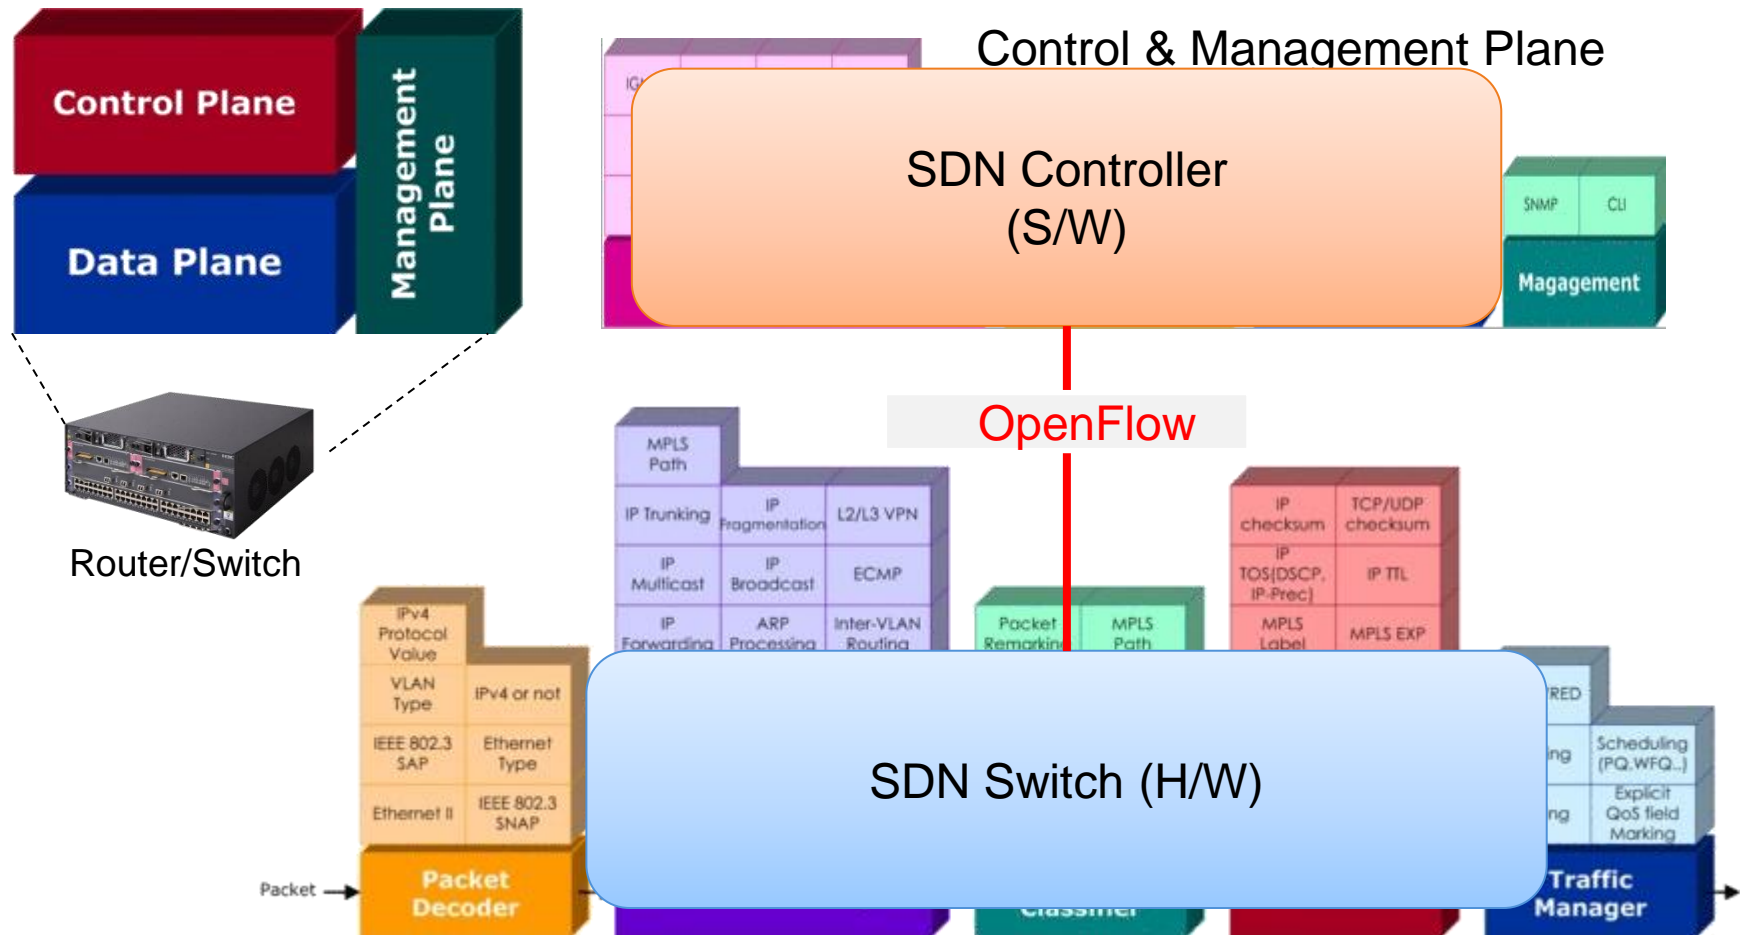 Control Plane
Data Plane
Management
Plane
Router/Switch
Control & Management Plane
SDN Controller
(S/W)
SNMP
CLI
Magagement
OpenFlow
MPLS
Path
IP Trunking
IP
Fragmentation
L2/L3 VPN
IP
Multicast
IP
Broadcast
ECMP
IP
Forwarding
ARP
Processing
Inter-VLAN
Routing
Packet
Remarking
MPLS
Path
IP
checksum
TCP/UDP
checksum
IP
TOS(DSCP,
IP-Prec)
IP TTL
MPLS
Label
MPLS EXP
IPv4
Protocol
Value
VLAN
Type
IPv4 or not
IEEE 802.3
SAP
Ethernet
Type
Ethernet II
IEEE 802.3
SNAP
SDN Switch (H/W)
Scheduling
(PQ,WFQ..)
Explicit
QoS field
Marking
Packet
Packet
Decoder
Classifier
Traffic
Manager